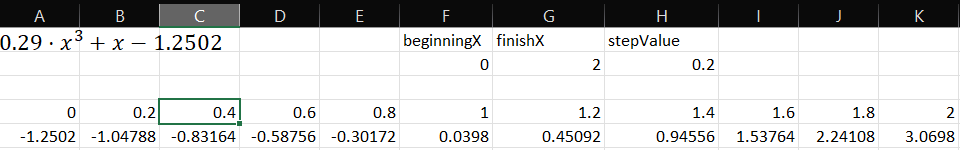 A B C D E F G H I J K
0.29 · x³ + x − 1.2502 beginningX finishX stepValue
0 2 0.2
0 0.2 0.4 0.6 0.8 1 1.2 1.4 1.6 1.8 2
-1.2502 -1.04788 -0.83164 -0.58756 -0.30172 0.0398 0.45092 0.94556 1.53764 2.24108 3.0698